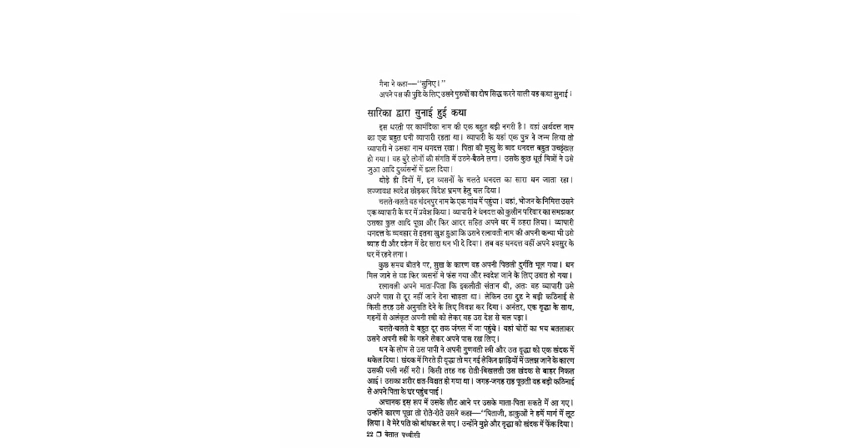 मैना ने कहा—"सुनिए।"
अपने पक्ष की पुष्टि के लिए उसने पुरुषों का दोष सिद्ध करने वाली यह कथा सुनाई।
सारिका द्वारा सुनाई हुई कथा
इस धरती पर कामंदिका नाम की एक बहुत बड़ी नगरी है। वहां अर्थदत्त नाम
का एक बहुत धनी व्यापारी रहता था। व्यापारी के यहां एक पुत्र ने जन्म लिया तो
व्यापारी ने उसका नाम धनदत्त रखा। पिता की मृत्यु के बाद धनदत्त बहुत उच्छृंखल
हो गया। वह बुरे लोगों की संगति में उठने-बैठने लगा। उसके कुछ धूर्त मित्रों ने उसे
जुआ आदि दुर्व्यसनों में डाल दिया।
थोड़े ही दिनों में, इन व्यसनों के चलते धनदत्त का सारा धन जाता रहा।
लज्जावश स्वदेश छोड़कर विदेश भ्रमण हेतु चल दिया।
चलते-चलते वह चंदनपुर नाम के एक गांव में पहुंचा। वहां, भोजन के निमित्त उसने
एक व्यापारी के घर में प्रवेश किया। व्यापारी ने धनदत्त को कुलीन परिवार का समझकर
उसका कुल आदि पूछा और फिर आदर सहित अपने घर में ठहरा लिया। व्यापारी
धनदत्त के व्यवहार से इतना खुश हुआ कि उसने रत्नावती नाम की अपनी कन्या भी उसे
ब्याह दी और दहेज में ढेर सारा धन भी दे दिया। तब वह धनदत्त वहीं अपने श्वसुर के
घर में रहने लगा।
कुछ समय बीतने पर, सुख के कारण वह अपनी पिछली दुर्गति भूल गया। धन
मिल जाने से वह फिर व्यसनों में फंस गया और स्वदेश जाने के लिए उद्यत हो गया।
रत्नावली अपने माता-पिता की इकलौती संतान थी, अतः वह व्यापारी उसे
अपने पास से दूर नहीं जाने देना चाहता था। लेकिन उस दुष्ट ने बड़ी कठिनाई से
किसी तरह उसे अनुमति देने के लिए विवश कर दिया। अनंतर, एक वृद्धा के साथ,
गहनों से अलंकृत अपनी स्त्री को लेकर वह उस देश से चल पड़ा।
चलते-चलते वे बहुत दूर तक जंगल में जा पहुंचे। वहां चोरों का भय बतलाकर
उसने अपनी स्त्री के गहने लेकर अपने पास रख लिए।
धन के लोभ से उस पापी ने अपनी गुणवती स्त्री और उस वृद्धा को एक खंदक में
धकेल दिया। खंदक में गिरते ही वृद्धा तो मर गई लेकिन झाड़ियों में उलझ जाने के कारण
उसकी पत्नी नहीं मरी। किसी तरह वह रोती-बिलखती उस खंदक से बाहर निकल
आई। उसका शरीर क्षत-विक्षत हो गया था। जगह-जगह राह पूछती वह बड़ी कठिनाई
से अपने पिता के घर पहुंच पाई।
अचानक इस रूप में उसके लौट आने पर उसके माता-पिता सकते में आ गए।
उन्होंने कारण पूछा तो रोते-रोते उसने कहा—"पिताजी, डाकुओं ने हमें मार्ग में लूट
लिया। वे मेरे पति को बांधकर ले गए। उन्होंने मुझे और वृद्धा को खंदक में फेंक दिया।
22 ❐ बेताल पच्चीसी